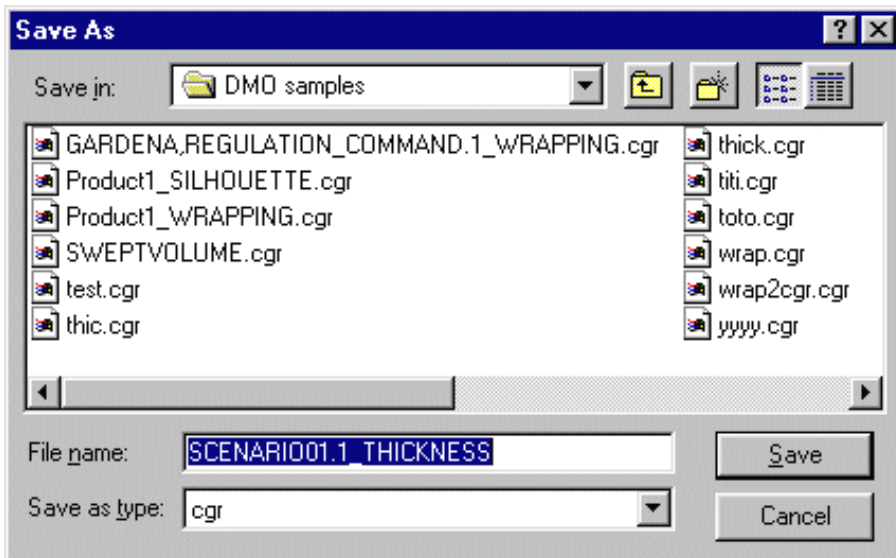 Save As
Save in: DMO samples
GARDENA,REGULATION_COMMAND.1_WRAPPING.cgr
Product1_SILHOUETTE.cgr
Product1_WRAPPING.cgr
SWEPTVOLUME.cgr
test.cgr
thic.cgr
thick.cgr
titi.cgr
toto.cgr
wrap.cgr
wrap2cgr.cgr
yyyy.cgr
File name: SCENARIO01.1_THICKNESS Save
Save as type: cgr Cancel